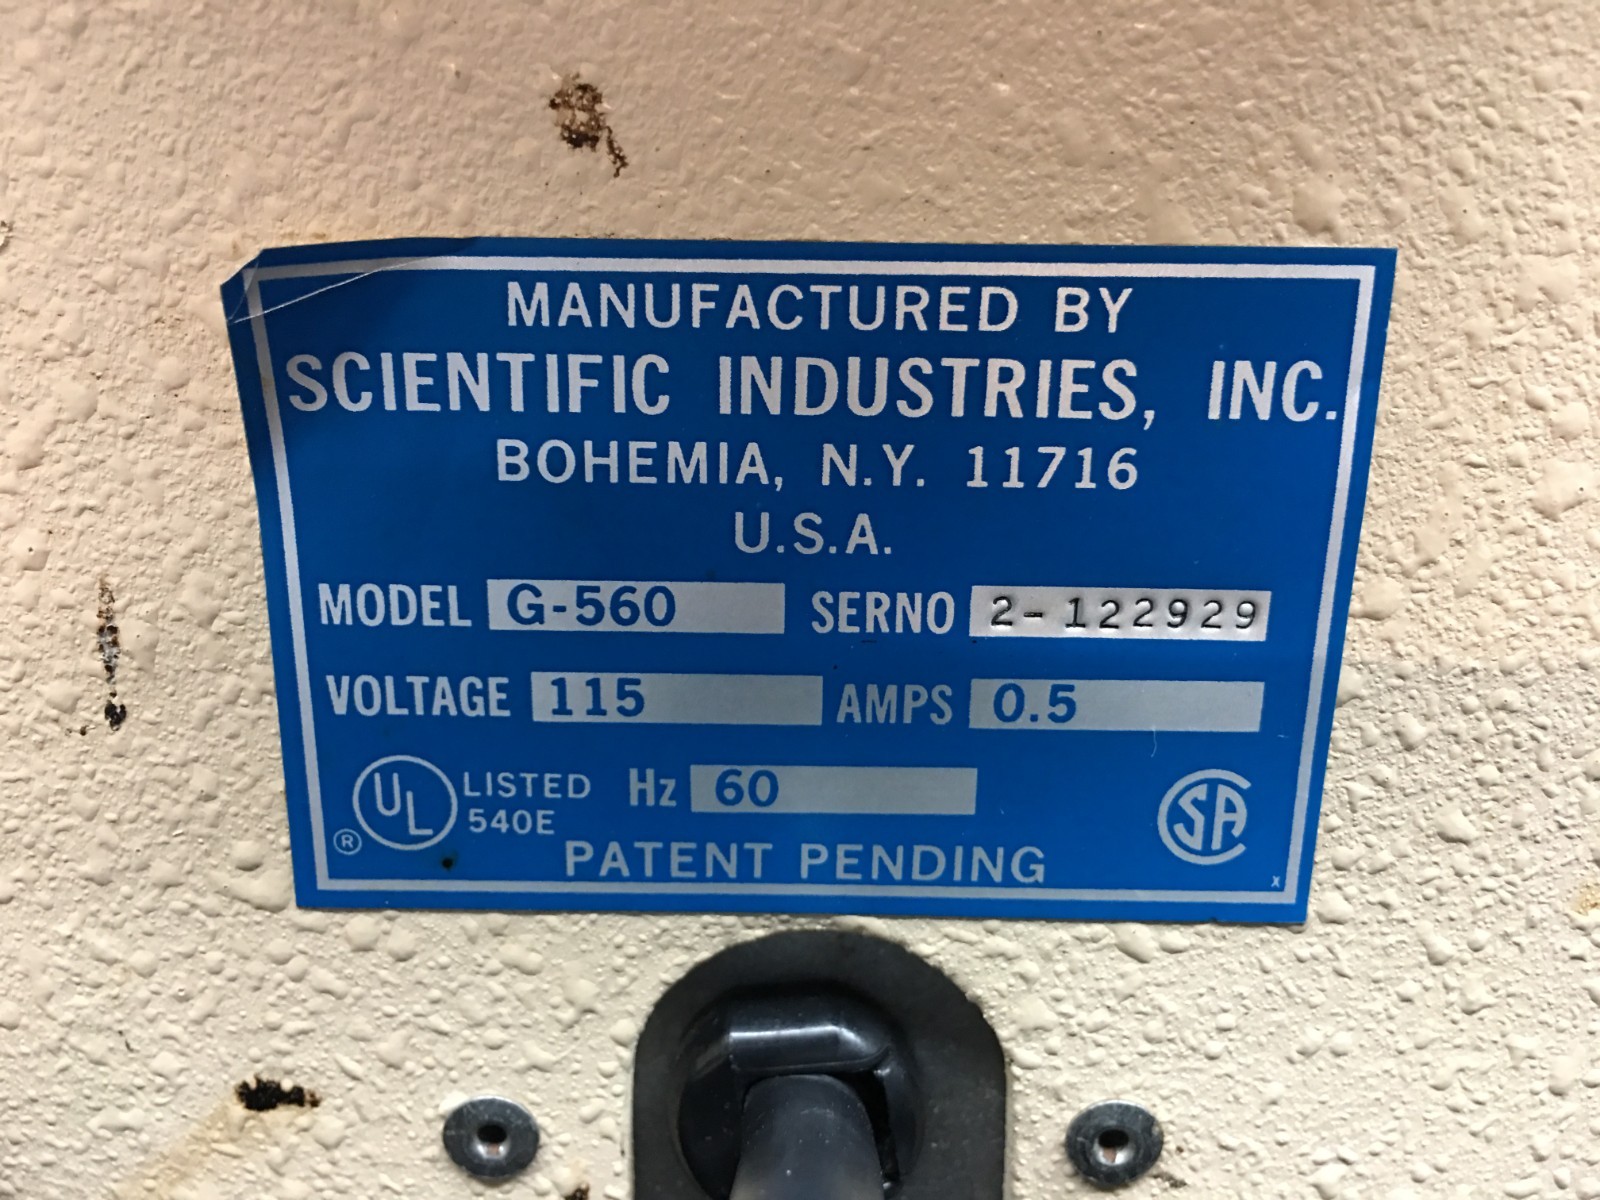 MANUFACTURED BY
SCIENTIFIC INDUSTRIES, INC.
BOHEMIA, N.Y. 11716
U.S.A.
MODEL G-560 SERNO 2-122929
VOLTAGE 115 AMPS 0.5
UL LISTED Hz 60 SA
® 540E
PATENT PENDING
X